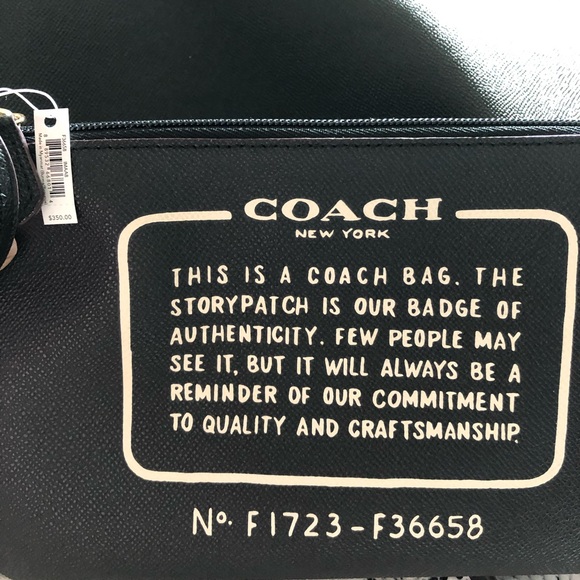 COACH
NEW YORK
THIS IS A COACH BAG. THE
STORYPATCH IS OUR BADGE OF
AUTHENTICITY. FEW PEOPLE MAY
SEE IT, BUT IT WILL ALWAYS BE A
REMINDER OF OUR COMMITMENT
TO QUALITY AND CRAFTSMANSHIP.
No. F1723-F36658
$350.00